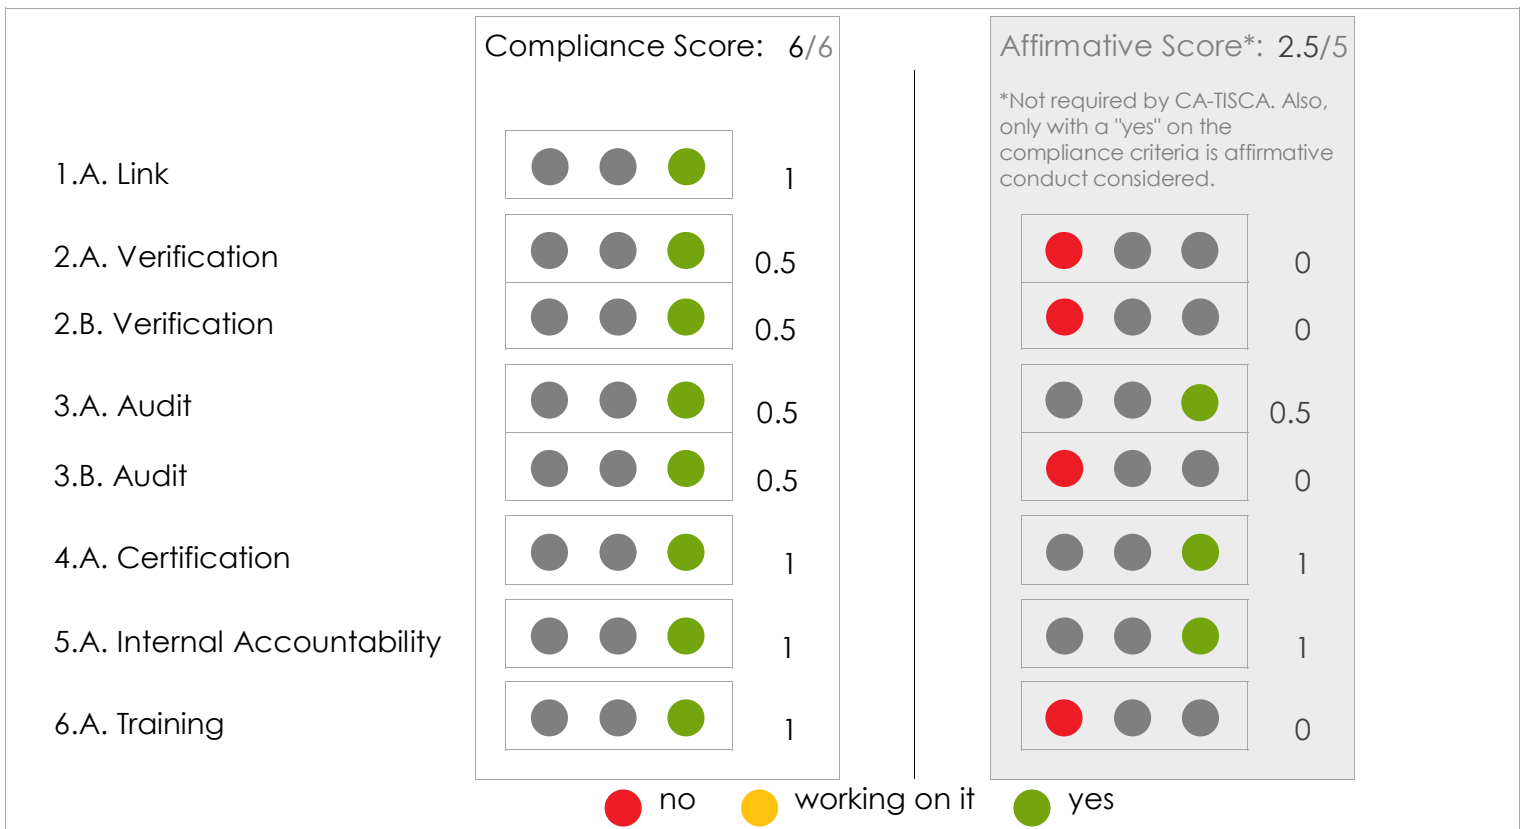 Compliance Score: 6/6
Affirmative Score*: 2.5/5
*Not required by CA-TISCA. Also,
only with a "yes" on the
compliance criteria is affirmative
conduct considered.
1.A. Link 1
2.A. Verification 0.5 0
2.B. Verification 0.5 0
3.A. Audit 0.5 0.5
3.B. Audit 0.5 0
4.A. Certification 1 1
5.A. Internal Accountability 1 1
6.A. Training 1 0
no working on it yes